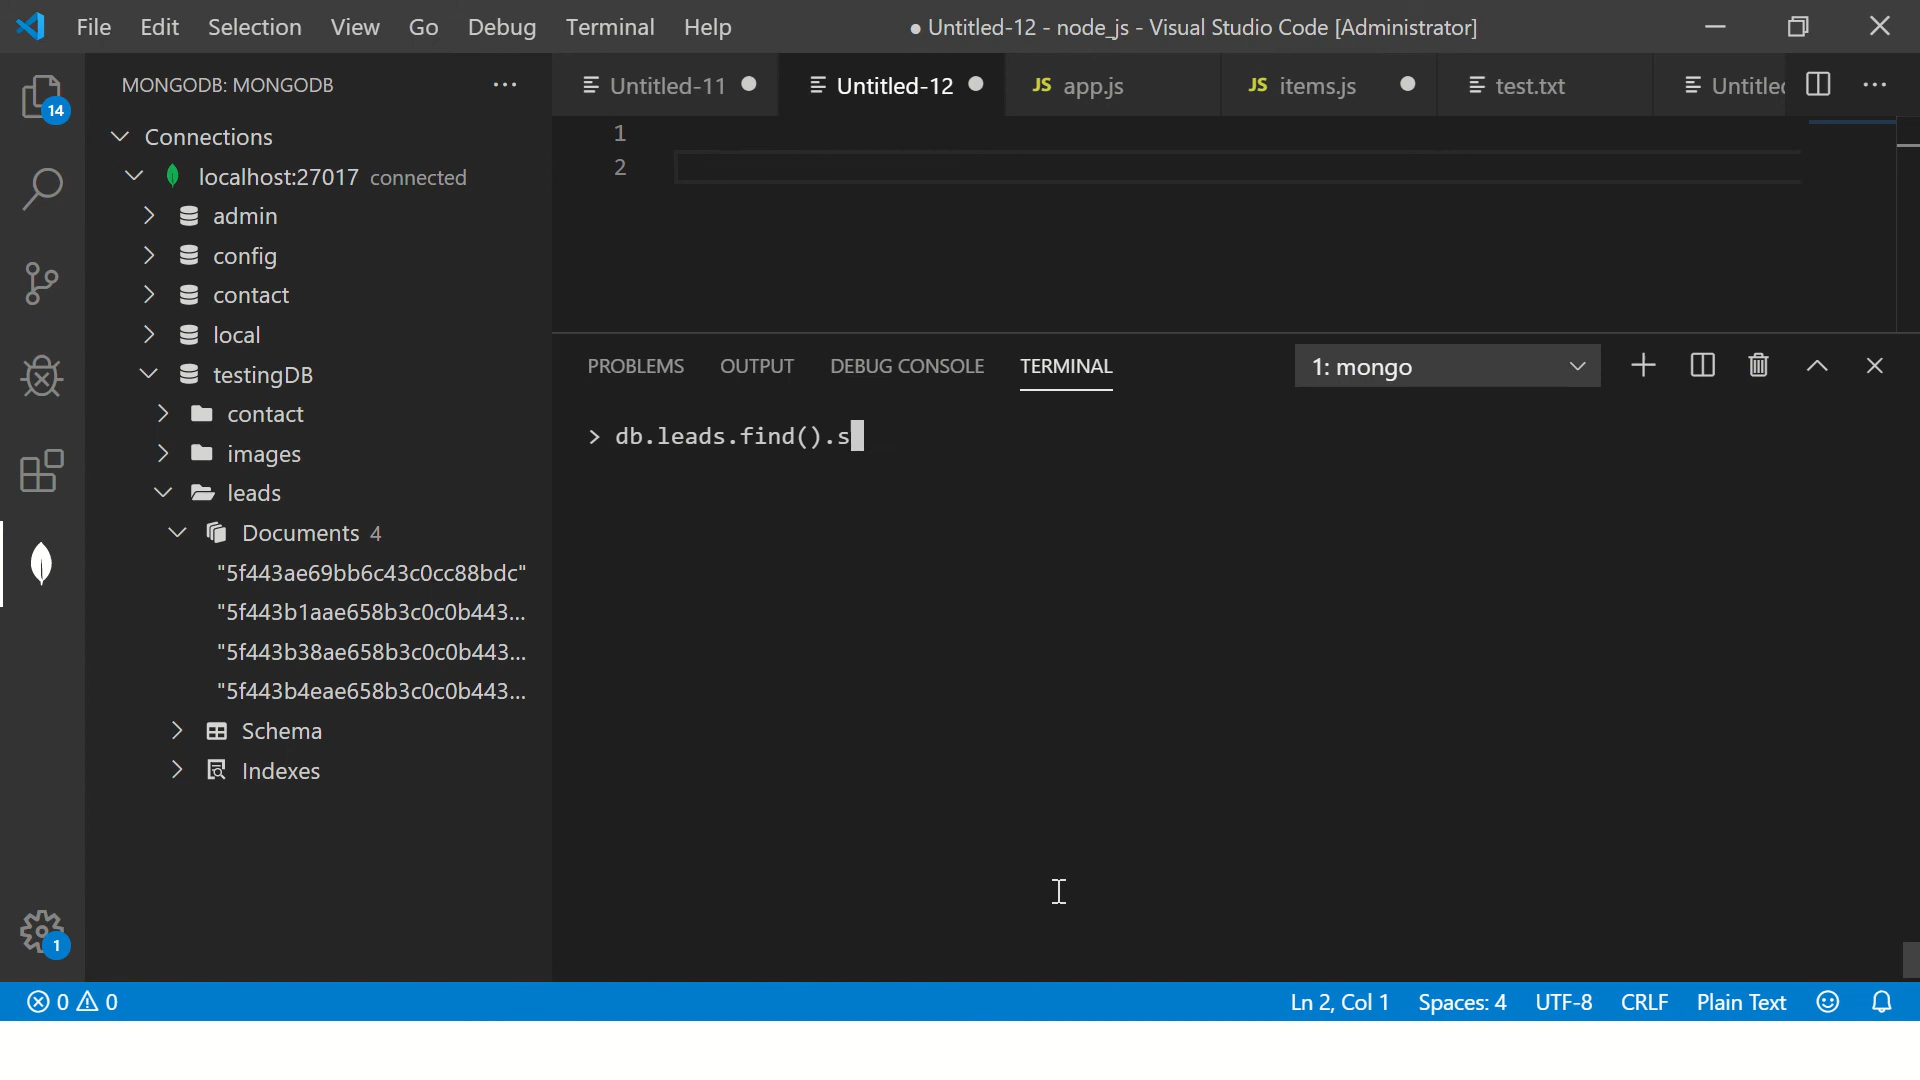 File Edit Selection View Go Debug Terminal Help
● Untitled-12 - node_js - Visual Studio Code [Administrator]
MONGODB: MONGODB
Untitled-11
Untitled-12
JS app.js
JS items.js
test.txt
Untitled
14
Connections
localhost:27017 connected
admin
config
contact
local
testingDB
contact
images
leads
Documents 4
"5f443ae69bb6c43c0cc88bdc"
"5f443b1aae658b3c0c0b443...
"5f443b38ae658b3c0c0b443...
"5f443b4eae658b3c0c0b443...
Schema
Indexes
1
1
2
PROBLEMS OUTPUT DEBUG CONSOLE TERMINAL
1: mongo
> db.leads.find().s
0 0
Ln 2, Col 1 Spaces: 4 UTF-8 CRLF Plain Text